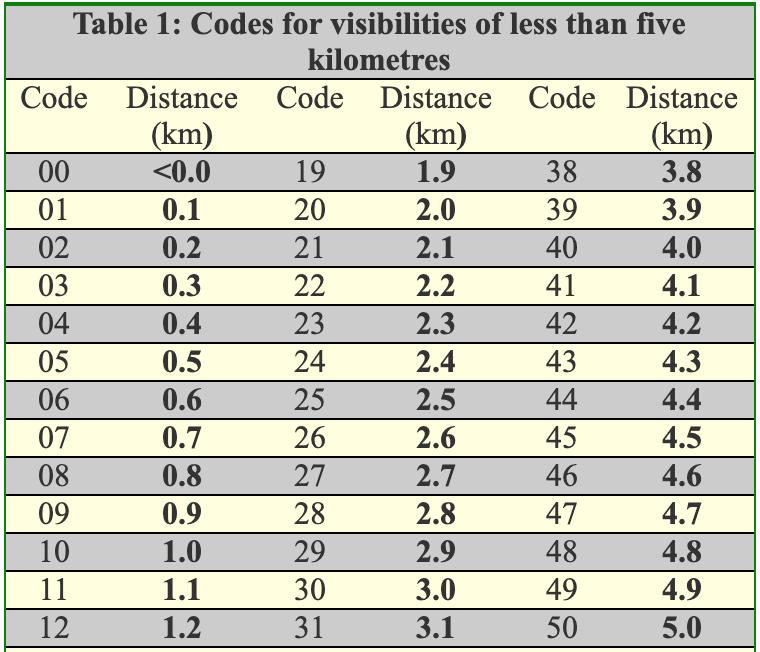 Table 1: Codes for visibilities of less than five
kilometres
Code Distance Code Distance Code Distance
(km) (km) (km)
00 <0.0 19 1.9 38 3.8
01 0.1 20 2.0 39 3.9
02 0.2 21 2.1 40 4.0
03 0.3 22 2.2 41 4.1
04 0.4 23 2.3 42 4.2
05 0.5 24 2.4 43 4.3
06 0.6 25 2.5 44 4.4
07 0.7 26 2.6 45 4.5
08 0.8 27 2.7 46 4.6
09 0.9 28 2.8 47 4.7
10 1.0 29 2.9 48 4.8
11 1.1 30 3.0 49 4.9
12 1.2 31 3.1 50 5.0